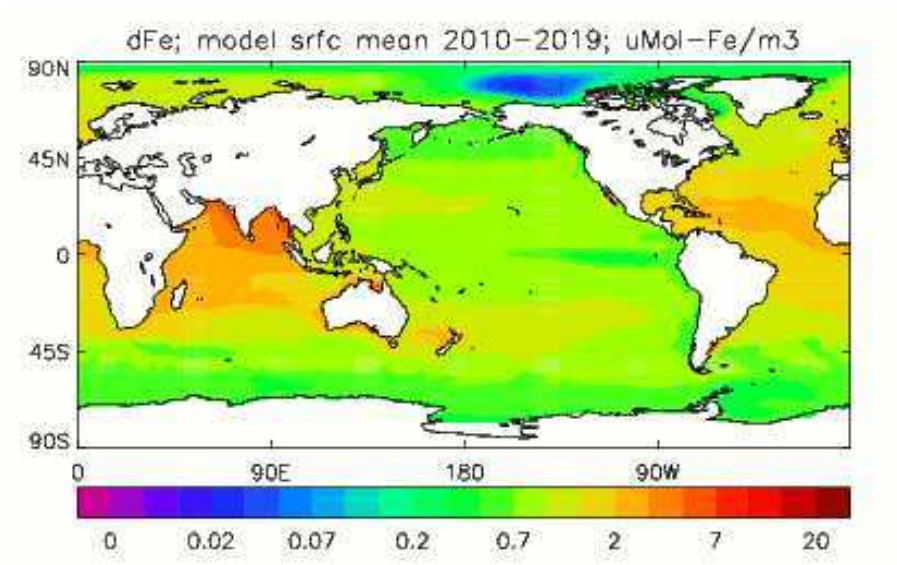 dFe; model srfc mean 2010-2019; uMol-Fe/m3
90N
45N
0
45S
90S
0 90E 180 90W
0 0.02 0.07 0.2 0.7 2 7 20